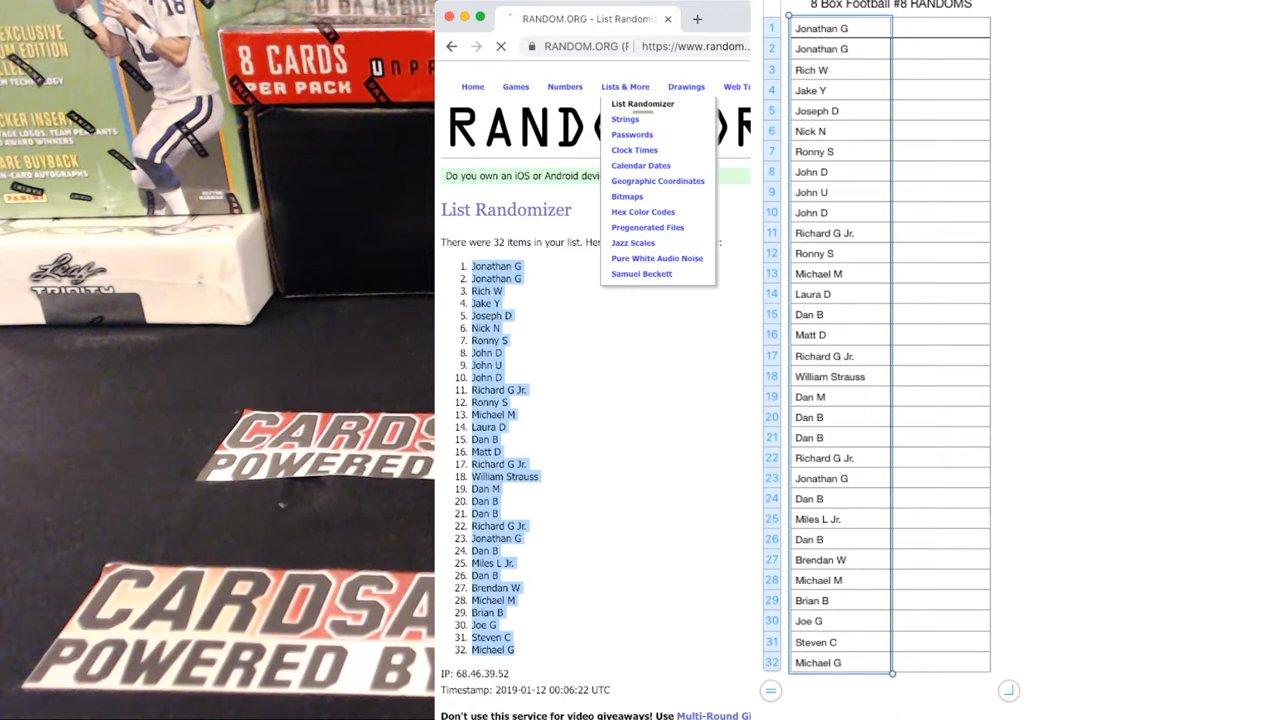 EXCLUSIVE
18
8 CARDS
PER PACK
PANINI
Leaf
TRINITY
CARDS
POWERED
CARDSA
POWERED BY
RANDOM.ORG - List Randomiz
RANDOM.ORG (F
https://www.random..
Home
Games
Numbers
Lists & More
Drawings
Web To
List Randomizer
Strings
Passwords
Clock Times
Calendar Dates
Geographic Coordinates
Bitmaps
Hex Color Codes
Pregenerated Files
Jazz Scales
Pure White Audio Noise
Samuel Beckett
RAND
Do you own an iOS or Android devi
List Randomizer
There were 32 items in your list. Her
1. Jonathan G
2. Jonathan G
3. Rich W
4. Jake Y
5. Joseph D
6. Nick N
7. Ronny S
8. John D
9. John U
10. John D
11. Richard G Jr.
12. Ronny S
13. Michael M
14. Laura D
15. Dan B
16. Matt D
17. Richard G Jr.
18. William Strauss
19. Dan M
20. Dan B
21. Dan B
22. Richard G Jr.
23. Jonathan G
24. Dan B
25. Miles L Jr.
26. Dan B
27. Brendan W
28. Michael M
29. Brian B
30. Joe G
31. Steven C
32. Michael G
IP: 68.46.39.52
Timestamp: 2019-01-12 00:06:22 UTC
Don't use this service for video giveaways! Use Multi-Round Gi
8 Box Football #8 RANDOMS
1 Jonathan G
2 Jonathan G
3 Rich W
4 Jake Y
5 Joseph D
6 Nick N
7 Ronny S
8 John D
9 John U
10 John D
11 Richard G Jr.
12 Ronny S
13 Michael M
14 Laura D
15 Dan B
16 Matt D
17 Richard G Jr.
18 William Strauss
19 Dan M
20 Dan B
21 Dan B
22 Richard G Jr.
23 Jonathan G
24 Dan B
25 Miles L Jr.
26 Dan B
27 Brendan W
28 Michael M
29 Brian B
30 Joe G
31 Steven C
32 Michael G